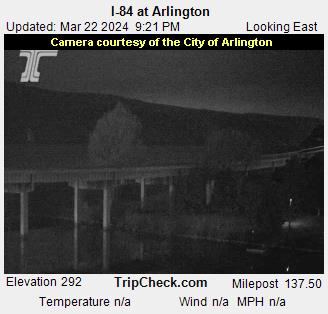 I-84 at Arlington
Updated: Mar 22 2024 9:21 PM Looking East
Camera courtesy of the City of Arlington
Elevation 292 TripCheck.com Milepost 137.50
Temperature n/a Wind n/a MPH n/a